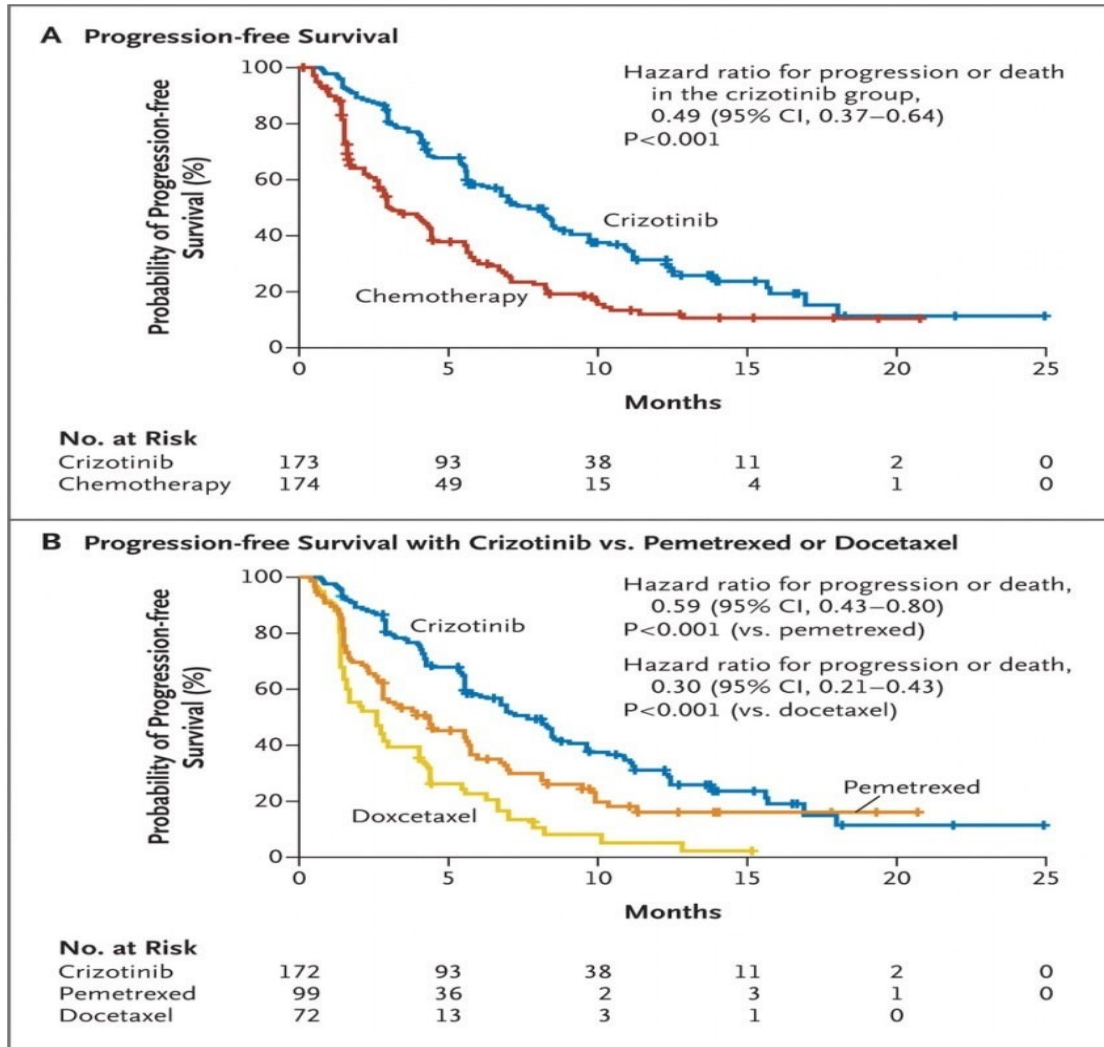 A Progression-free Survival
Probability of Progression-free
Survival (%)
100
80
60
40
20
0
Hazard ratio for progression or death
in the crizotinib group,
0.49 (95% CI, 0.37–0.64)
P<0.001
Crizotinib
Chemotherapy
0 5 10 15 20 25
Months
No. at Risk
Crizotinib 173 93 38 11 2 0
Chemotherapy 174 49 15 4 1 0
B Progression-free Survival with Crizotinib vs. Pemetrexed or Docetaxel
Probability of Progression-free
Survival (%)
100
80
60
40
20
0
Hazard ratio for progression or death,
0.59 (95% CI, 0.43–0.80)
P<0.001 (vs. pemetrexed)
Hazard ratio for progression or death,
0.30 (95% CI, 0.21–0.43)
P<0.001 (vs. docetaxel)
Crizotinib
Pemetrexed
Doxcetaxel
0 5 10 15 20 25
Months
No. at Risk
Crizotinib 172 93 38 11 2 0
Pemetrexed 99 36 2 3 1 0
Docetaxel 72 13 3 1 0